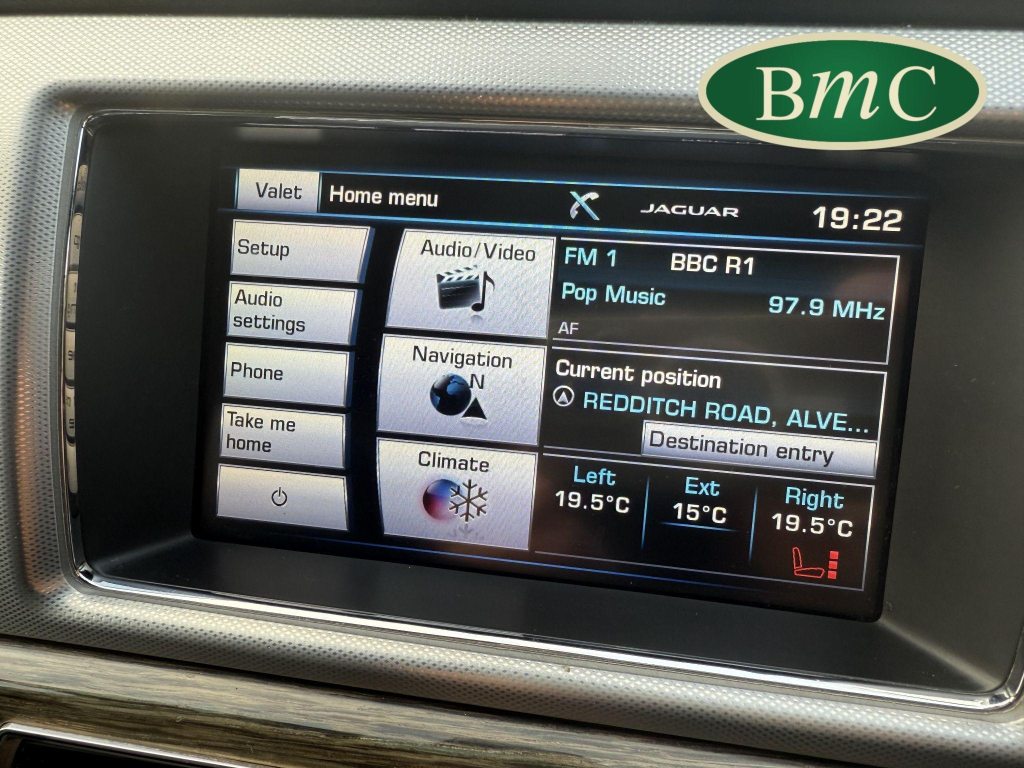 BmC
Valet
Home menu
JAGUAR
19:22
Setup
Audio
settings
Phone
Take me
home
Audio/Video
Navigation
N
Climate
FM 1
BBC R1
Pop Music
97.9 MHz
AF
Current position
REDDITCH ROAD, ALVE...
Destination entry
Left
19.5°C
Ext
15°C
Right
19.5°C